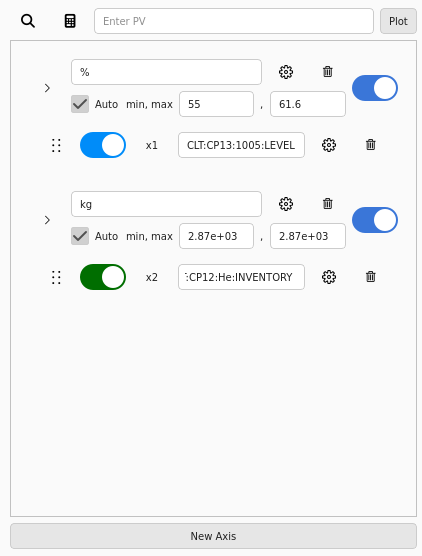 Enter PV Plot
%
Auto min, max 55 , 61.6
x1 CLT:CP13:1005:LEVEL
kg
Auto min, max 2.87e+03 , 2.87e+03
x2 :CP12:He:INVENTORY
New Axis